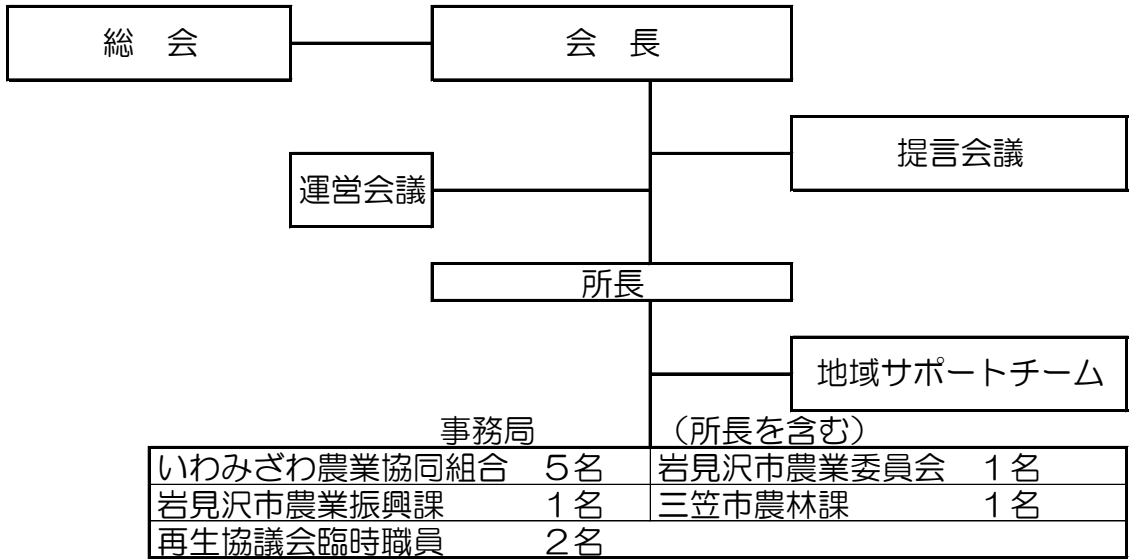 総　会
会　長
提言会議
運営会議
所長
地域サポートチーム
事務局　（所長を含む）
いわみざわ農業協同組合　５名　岩見沢市農業委員会　１名
岩見沢市農業振興課　１名　三笠市農林課　１名
再生協議会臨時職員　２名